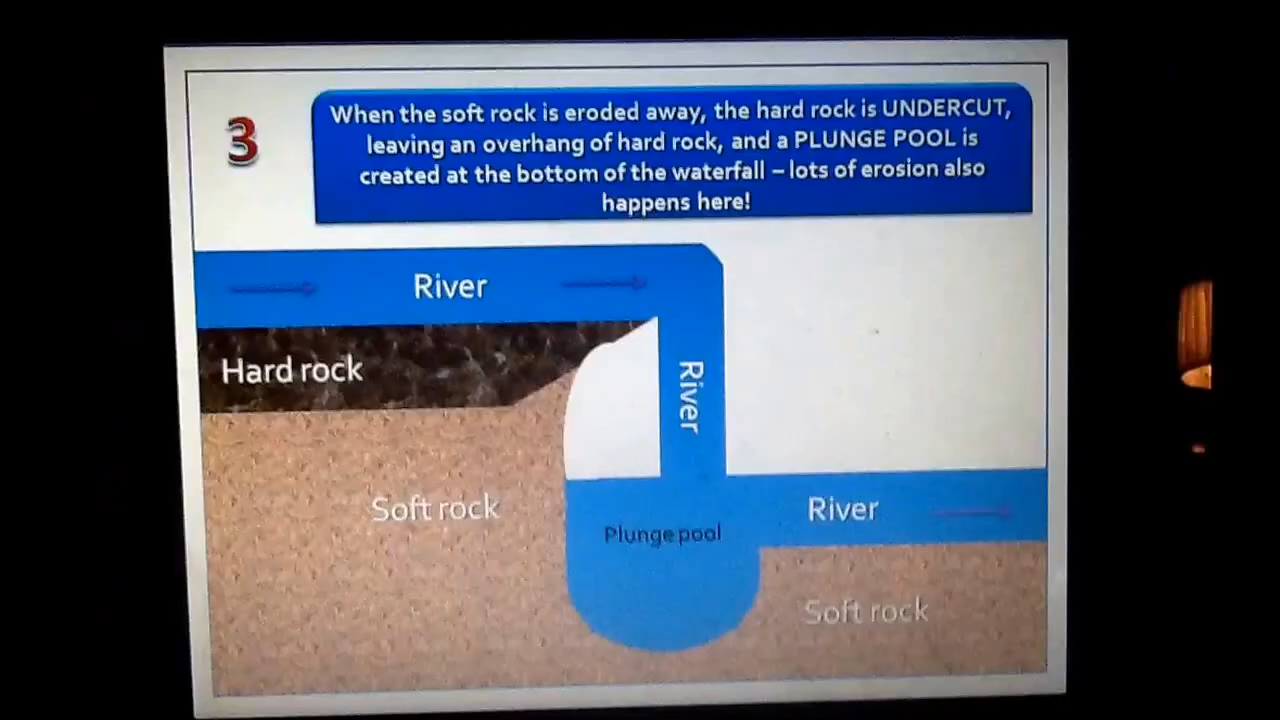 3
When the soft rock is eroded away, the hard rock is UNDERCUT,
leaving an overhang of hard rock, and a PLUNGE POOL is
created at the bottom of the waterfall – lots of erosion also
happens here!
River
Hard rock
River
Soft rock
River
Plunge pool
Soft rock